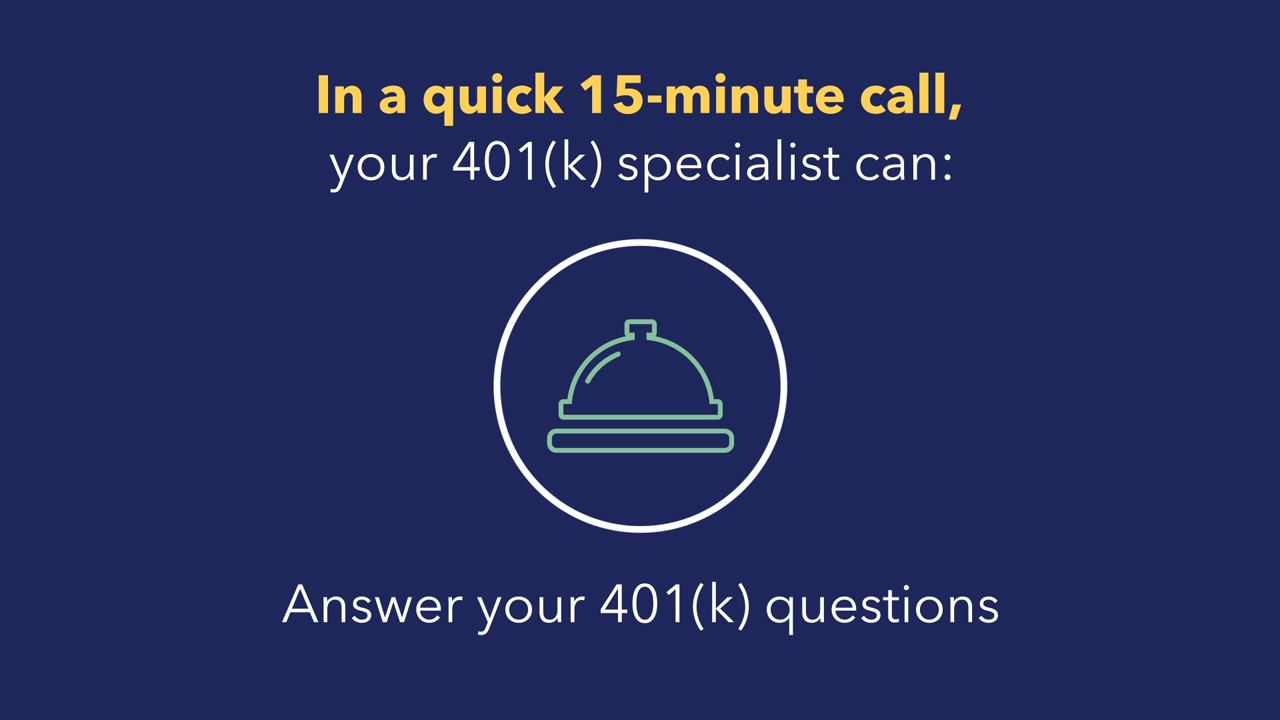 In a quick 15-minute call,
your 401(k) specialist can:
Answer your 401(k) questions